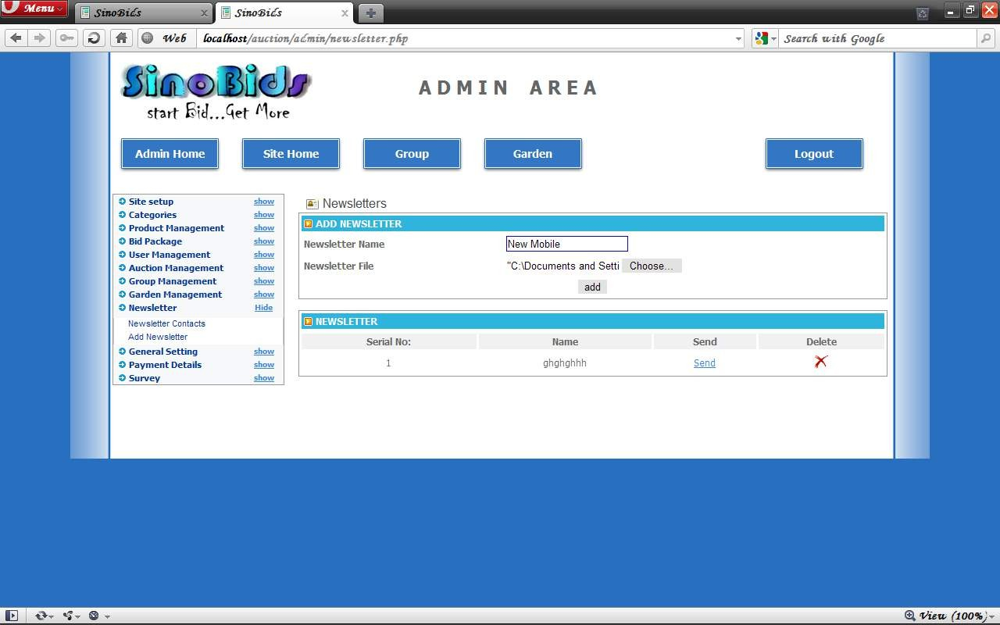 Menu
SinoBids
SinoBids
Web
localhost/auction/admin/newsletter.php
Search with Google
SinoBids
start Bid...Get More
ADMIN AREA
Admin Home
Site Home
Group
Garden
Logout
Site setup show
Categories show
Product Management show
Bid Package show
User Management show
Auction Management show
Group Management show
Garden Management show
Newsletter Hide
Newsletter Contacts
Add Newsletter
General Setting show
Payment Details show
Survey show
Newsletters
ADD NEWSLETTER
Newsletter Name New Mobile
Newsletter File "C:\Documents and Setti Choose...
add
NEWSLETTER
Serial No: Name Send Delete
1 ghghghhh Send
View (100%)